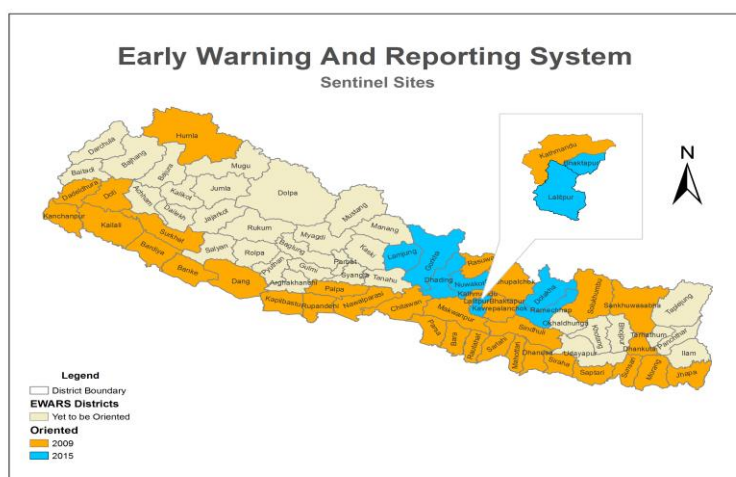 Early Warning And Reporting System
Sentinel Sites
N
Humla
Darchula
Bajhang
Baitadi
Bajura
Mugu
Dadeldhura
Doti
Achham
Kalikot
Jumla
Dolpa
Kanchanpur
Kailali
Dailekh
Jajarkot
Mustang
Surkhet
Rukum
Manang
Bardiya
Salyan
Rolpa
Baglung
Myagdi
Kaski
Lamjung
Gorkha
Rasuwa
Banke
Dang
Pyuthan
Gulmi
Parbat
Syangja
Tanahu
Dhading
Nuwakot
Arghakhanchi
Palpa
Kapilbastu
Rupandehi
Nawalparasi
Chitawan
Makwanpur
Kavrepalanchok
Dolakha
Ramechhap
Solukhumbu
Sankhuwasabha
Taplejung
Parsa
Bara
Rautahat
Sarlahi
Sindhuli
Okhaldhunga
Khotang
Bhojpur
Terhathum
Panchthar
Mahottari
Dhanusa
Siraha
Udayapur
Dhankuta
Ilam
Saptari
Sunsari
Morang
Jhapa
Kathmandu
Bhaktapur
Lalitpur
Legend
District Boundary
EWARS Districts
Yet to be Oriented
Oriented
2009
2015